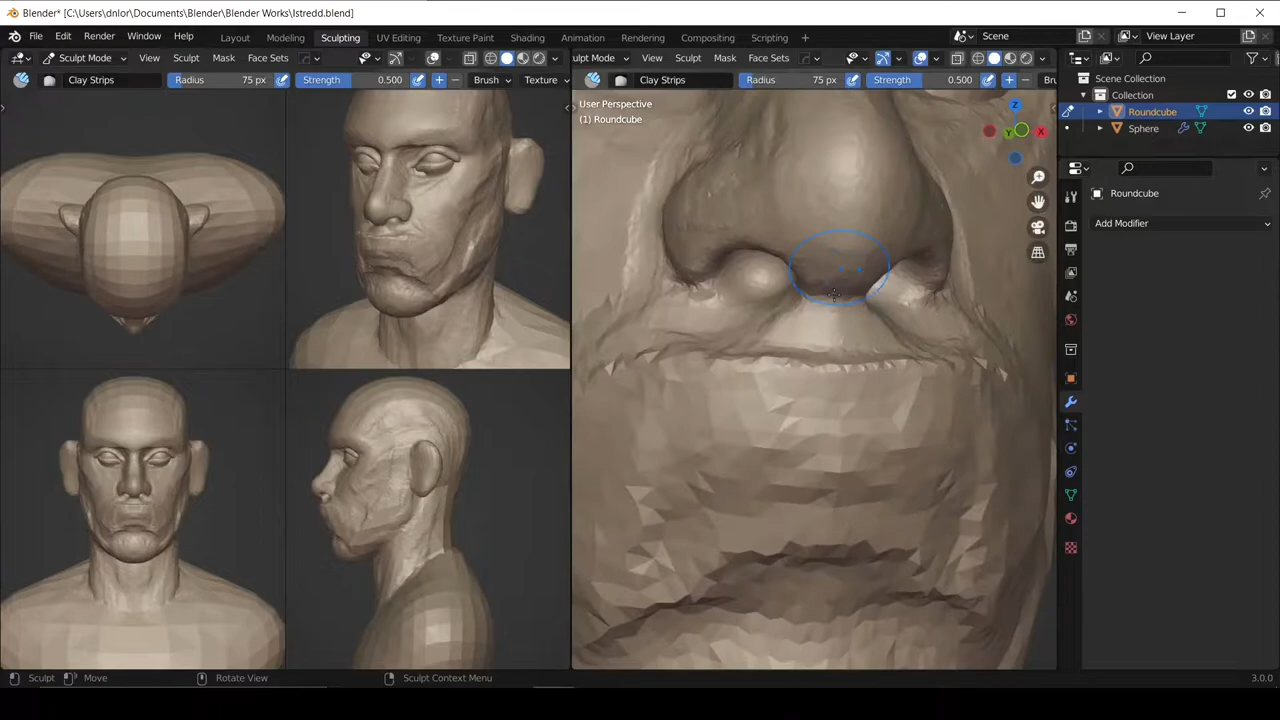 Blender* [C:\Users\dnlor\Documents\Blender\Blender Works\Istredd.blend]
File Edit Render Window Help Layout Modeling Sculpting UV Editing Texture Paint Shading Animation Rendering Compositing Scripting + Scene View Layer
Sculpt Mode View Sculpt Mask Face Sets
ulpt Mode View Sculpt Mask Face Sets
Clay Strips Radius 75 px Strength 0.500 Brush Texture
Clay Strips Radius 75 px Strength 0.500 Bru
Scene Collection
Collection
Roundcube
Sphere
User Perspective
(1) Roundcube
Z
Y
X
Roundcube
Add Modifier
Sculpt Move Rotate View Sculpt Context Menu 3.0.0